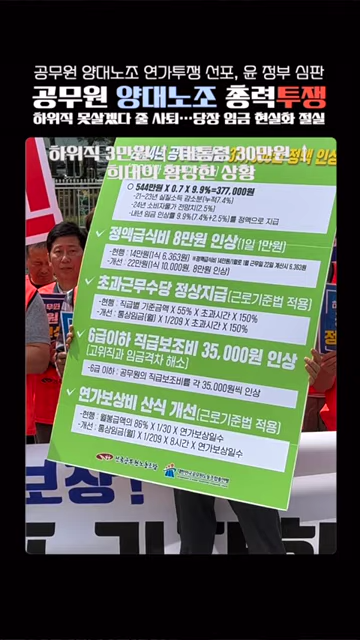 공무원 양대노조 연가투쟁 선포, 윤 정부 심판
공무원 양대노조 총력투쟁
하위직 못살겠다 줄 사퇴…당장 임금 현실화 절실
하위직 3만원 대통령 30만원
희대의 황당한 상황
정액 인상
○ 544만원 X 0.7 X 9.9%=377,000원
✓ 정액급식비 8만원 인상(1일 1만원)
✓ 초과근무수당 정상지급[근로기준법 적용]
- 현행 : 직급별 기준금액 X 55% X 초과시간 X 150%
- 개선 : 통상임금(월) X 1/209 X 초과시간 X 150%
✓ 6급이하 직급보조비 35,000원 인상
[고위직과 임금격차 해소]
- 6급 이하 : 공무원의 직급보조비를 각 35,000원씩 인상
✓ 연가보상비 산식 개선[근로기준법 적용]
- 현행 : 월봉급액의 86% X 1/30 X 연가보상일수
- 개선 : 통상임금(월) X 1/209 X 8시간 X 연가보상일수
보장!